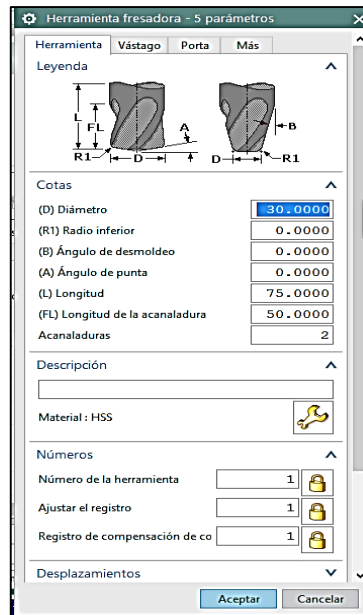 Herramienta fresadora - 5 parámetros
Herramienta Vástago Porta Más
Leyenda
L FL A B
R1 D D R1
Cotas
(D) Diámetro 30.0000
(R1) Radio inferior 0.0000
(B) Ángulo de desmoldeo 0.0000
(A) Ángulo de punta 0.0000
(L) Longitud 75.0000
(FL) Longitud de la acanaladura 50.0000
Acanaladuras 2
Descripción
Material : HSS
Números
Número de la herramienta 1
Ajustar el registro 1
Registro de compensación de co 1
Desplazamientos
Aceptar Cancelar